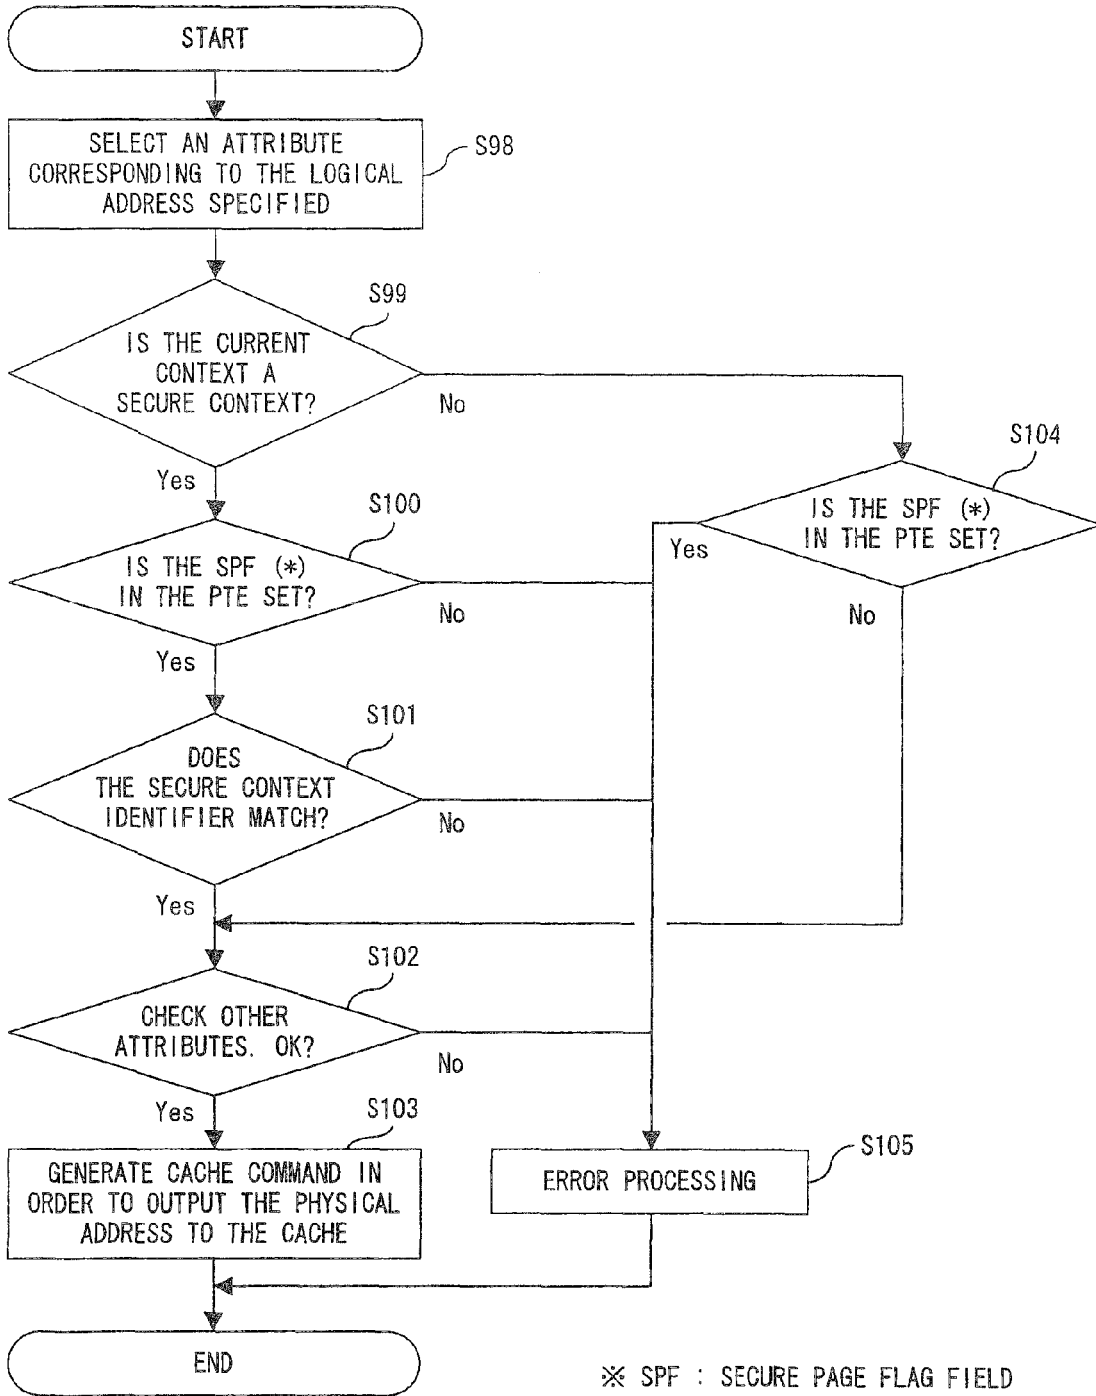 START
SELECT AN ATTRIBUTE
CORRESPONDING TO THE LOGICAL
ADDRESS SPECIFIED
S98
S99
IS THE CURRENT
CONTEXT A
SECURE CONTEXT?
No
Yes
S104
IS THE SPF (*)
IN THE PTE SET?
Yes
No
S100
IS THE SPF (*)
IN THE PTE SET?
No
Yes
S101
DOES
THE SECURE CONTEXT
IDENTIFIER MATCH?
No
Yes
S102
CHECK OTHER
ATTRIBUTES. OK?
No
Yes
S103
GENERATE CACHE COMMAND IN
ORDER TO OUTPUT THE PHYSICAL
ADDRESS TO THE CACHE
S105
ERROR PROCESSING
END
※ SPF : SECURE PAGE FLAG FIELD